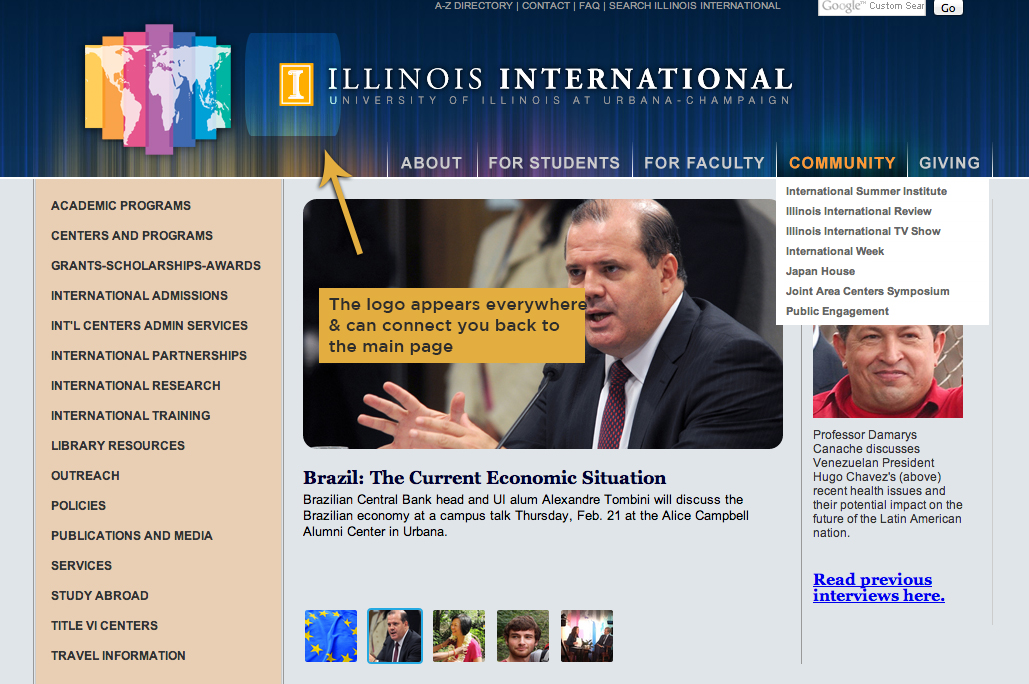 A-Z DIRECTORY | CONTACT | FAQ | SEARCH ILLINOIS INTERNATIONAL
Google™ Custom Sear
Go
I ILLINOIS INTERNATIONAL
UNIVERSITY OF ILLINOIS AT URBANA-CHAMPAIGN
ABOUT
FOR STUDENTS
FOR FACULTY
COMMUNITY
GIVING
International Summer Institute
Illinois International Review
Illinois International TV Show
International Week
Japan House
Joint Area Centers Symposium
Public Engagement
ACADEMIC PROGRAMS
CENTERS AND PROGRAMS
GRANTS-SCHOLARSHIPS-AWARDS
INTERNATIONAL ADMISSIONS
INT'L CENTERS ADMIN SERVICES
INTERNATIONAL PARTNERSHIPS
INTERNATIONAL RESEARCH
INTERNATIONAL TRAINING
LIBRARY RESOURCES
OUTREACH
POLICIES
PUBLICATIONS AND MEDIA
SERVICES
STUDY ABROAD
TITLE VI CENTERS
TRAVEL INFORMATION
The logo appears everywhere
& can connect you back to
the main page
Brazil: The Current Economic Situation
Brazilian Central Bank head and UI alum Alexandre Tombini will discuss the
Brazilian economy at a campus talk Thursday, Feb. 21 at the Alice Campbell
Alumni Center in Urbana.
Professor Damarys
Canache discusses
Venezuelan President
Hugo Chavez's (above)
recent health issues and
their potential impact on the
future of the Latin American
nation.
Read previous
interviews here.